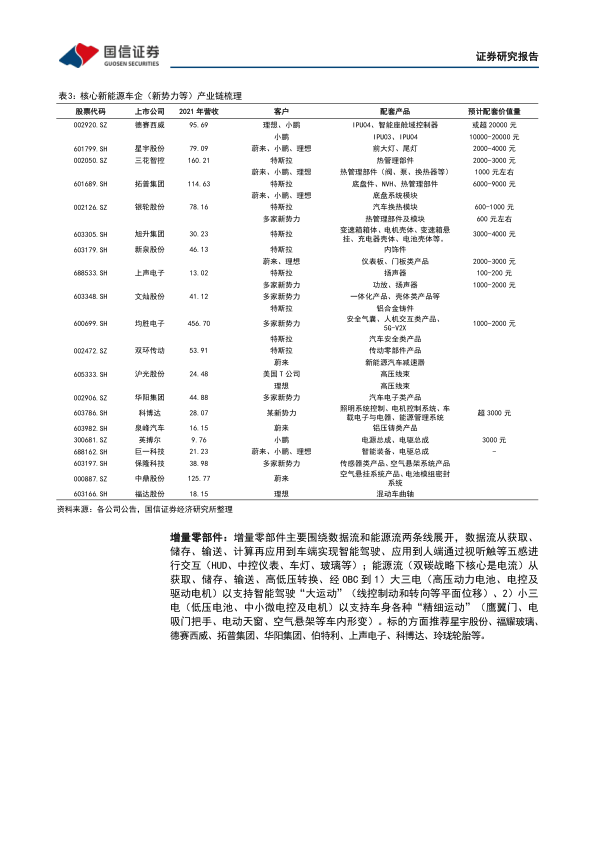 国信证券
GUOSEN SECURITIES
证券研究报告
表3：核心新能源车企（新势力等）产业链梳理
股票代码 上市公司 2021 年营收 客户 配套产品 预计配套价值量
002920.SZ 德赛西威 95.69 理想、小鹏 IPU04、智能座舱域控制器 或超 20000 元
小鹏 IPU03、IPU04 10000-20000 元
601799.SH 星宇股份 79.09 蔚来、小鹏、理想 前大灯、尾灯 2000-4000 元
002050.SZ 三花智控 160.21 特斯拉 热管理部件 2000-3000 元
蔚来、小鹏、理想 热管理部件（阀、泵、换热器等） 1000 元左右
601689.SH 拓普集团 114.63 特斯拉 底盘件、NVH、热管理部件 6000-9000 元
蔚来、小鹏、理想 底盘系统模块
002126.SZ 银轮股份 78.16 特斯拉 汽车换热模块 600-1000 元
多家新势力 热管理部件及模块 600 元左右
603305.SH 旭升集团 30.23 特斯拉 变速箱箱体、电机壳体、变速箱悬
挂、充电器壳体、电池壳体等。 3000-4000 元
603179.SH 新泉股份 46.13 特斯拉 内饰件
蔚来、理想 仪表板、门板类产品 2000-3000 元
688533.SH 上声电子 13.02 特斯拉 扬声器 100-200 元
多家新势力 功放、扬声器 1000-2000 元
603348.SH 文灿股份 41.12 多家新势力 一体化产品、壳体类产品等
特斯拉 铝合金铸件
600699.SH 均胜电子 456.70 多家新势力 安全气囊、人机交互类产品、
5G-V2X 1000-2000 元
特斯拉 汽车安全类产品
002472.SZ 双环传动 53.91 特斯拉 传动零部件产品
蔚来 新能源汽车减速器
605333.SH 沪光股份 24.48 美国 T 公司 高压线束
理想 高压线束
002906.SZ 华阳集团 44.88 多家新势力 汽车电子类产品
603786.SH 科博达 28.07 某新势力 照明系统控制、电机控制系统、车
载电子与电器、能源管理系统 超 3000 元
603982.SH 泉峰汽车 16.15 蔚来 铝压铸类产品
300681.SZ 英搏尔 9.76 小鹏 电源总成、电驱总成 3000 元
688162.SH 巨一科技 21.23 蔚来、小鹏、理想 智能装备、电驱总成 -
603197.SH 保隆科技 38.98 多家新势力 传感器类产品、空气悬架系统产品
000887.SZ 中鼎股份 125.77 蔚来 空气悬挂系统产品、电池模组密封
系统
603166.SH 福达股份 18.15 理想 混动车曲轴
资料来源：各公司公告，国信证券经济研究所整理
增量零部件：增量零部件主要围绕数据流和能源流两条线展开，数据流从获取、
储存、输送、计算再应用到车端实现智能驾驶、应用到人端通过视听触等五感进
行交互（HUD、中控仪表、车灯、玻璃等）；能源流（双碳战略下核心是电流）从
获取、储存、输送、高低压转换、经 OBC 到 1）大三电（高压动力电池、电控及
驱动电机）以支持智能驾驶“大运动”（线控制动和转向等平面位移）、2）小三
电（低压电池、中小微电控及电机）以支持车身各种“精细运动”（鹰翼门、电
吸门把手、电动天窗、空气悬架等车内形变）。标的方面推荐星宇股份、福耀玻璃、
德赛西威、拓普集团、华阳集团、伯特利、上声电子、科博达、玲珑轮胎等。